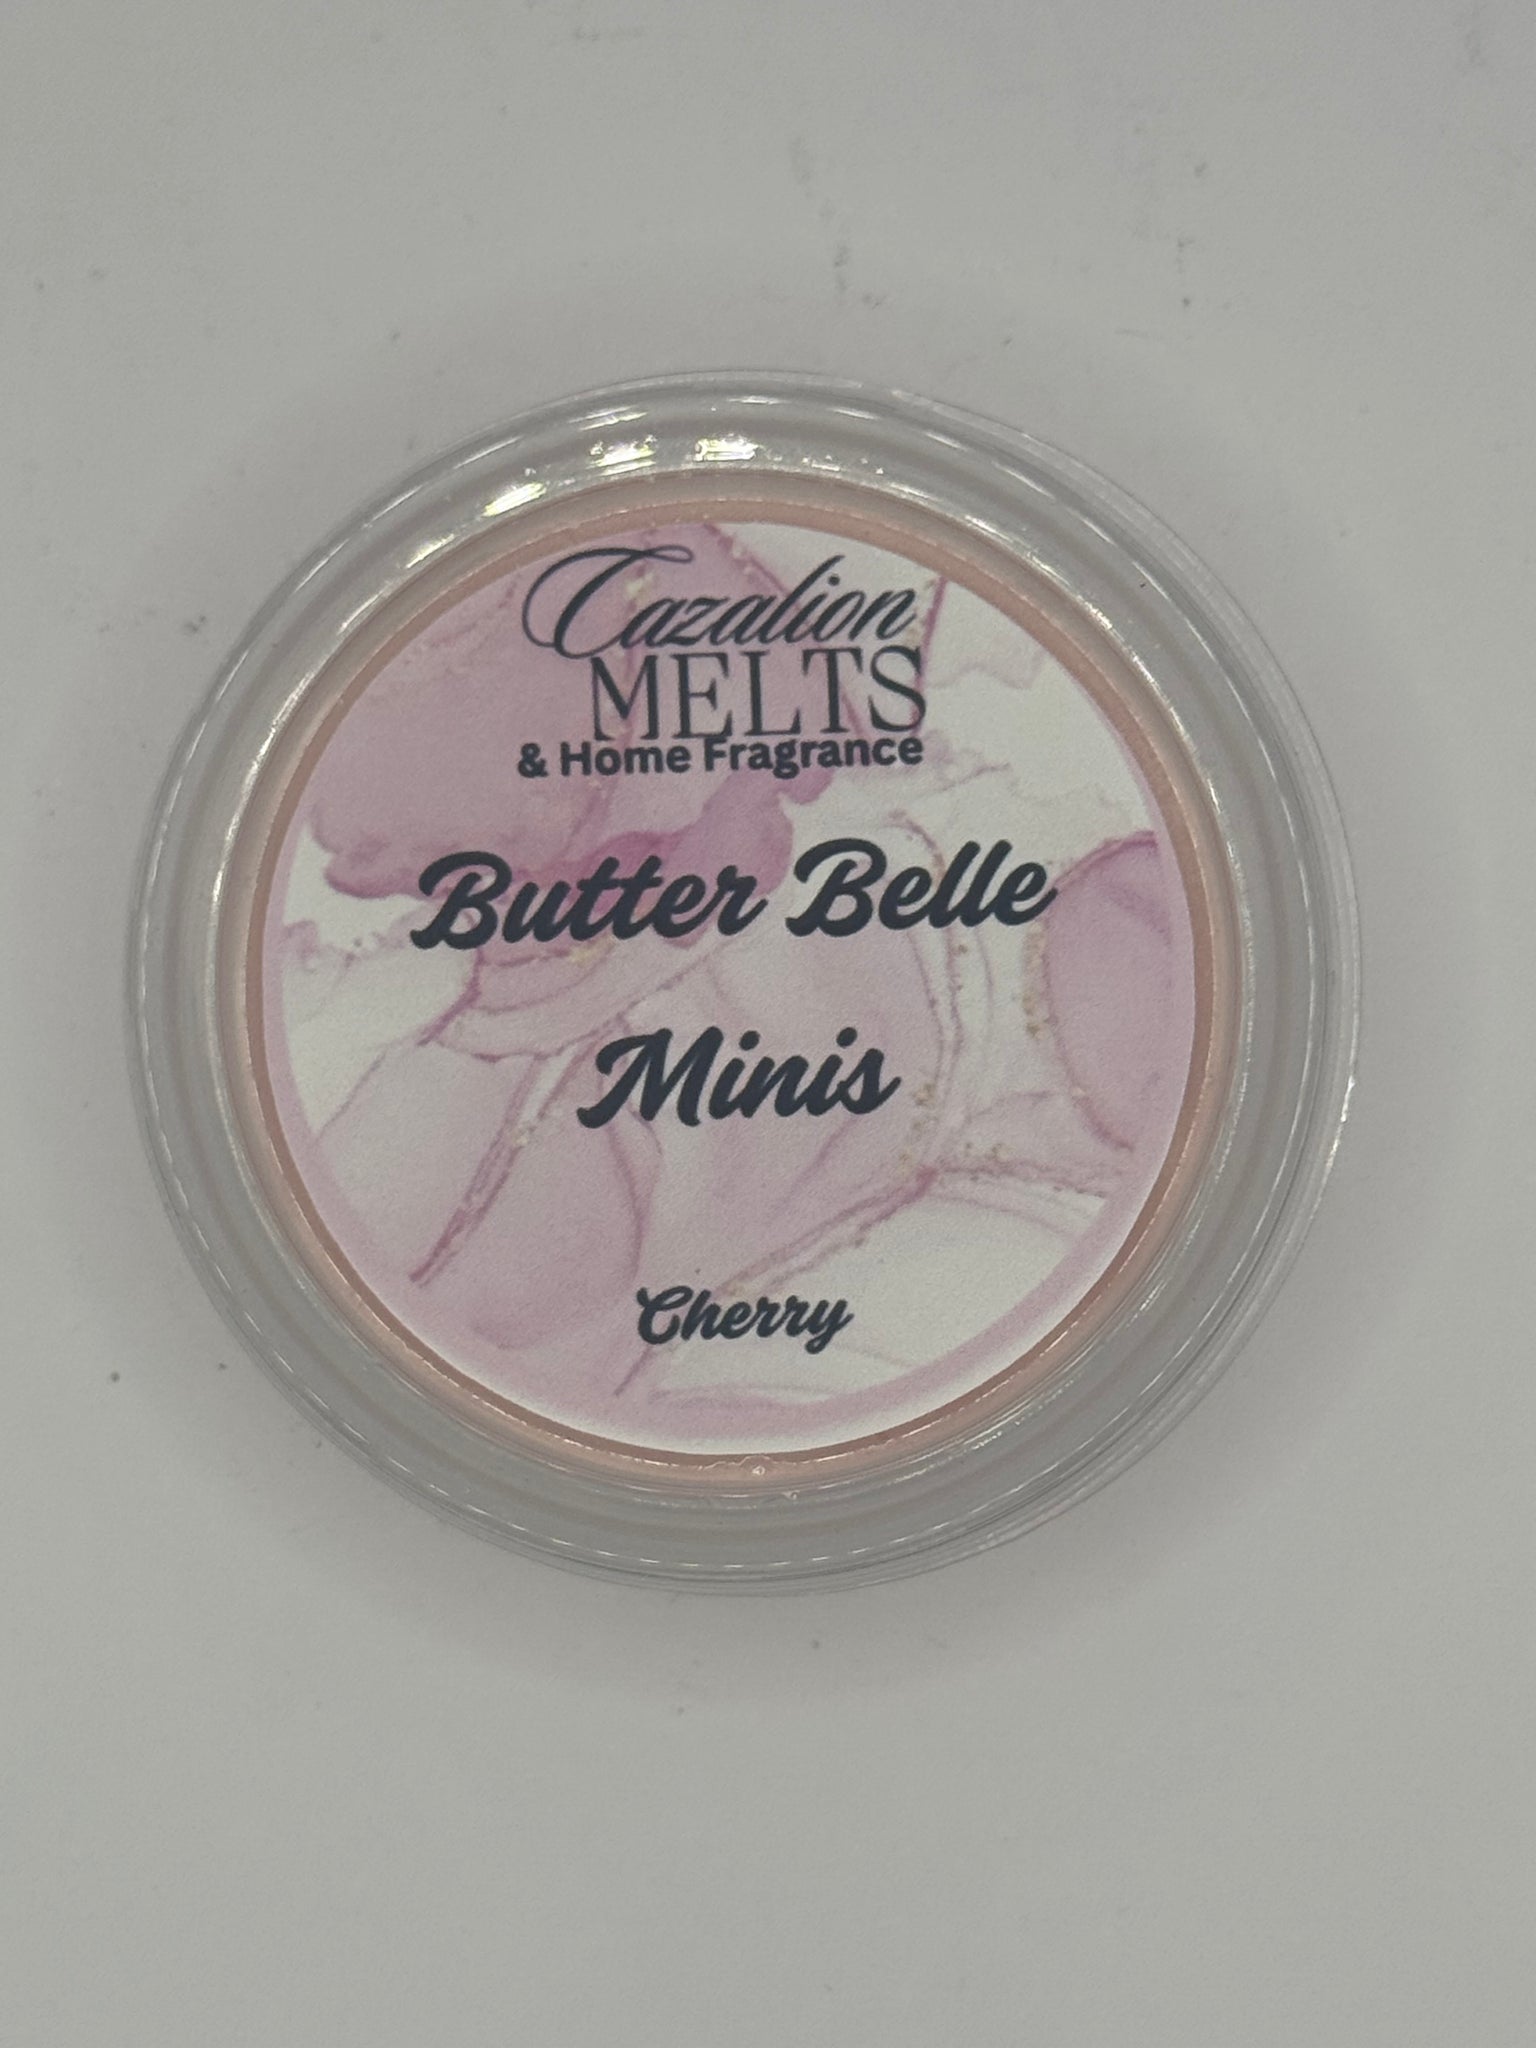 Cazalion
MELTS
& Home Fragrance
Butter Belle
Minis
Cherry